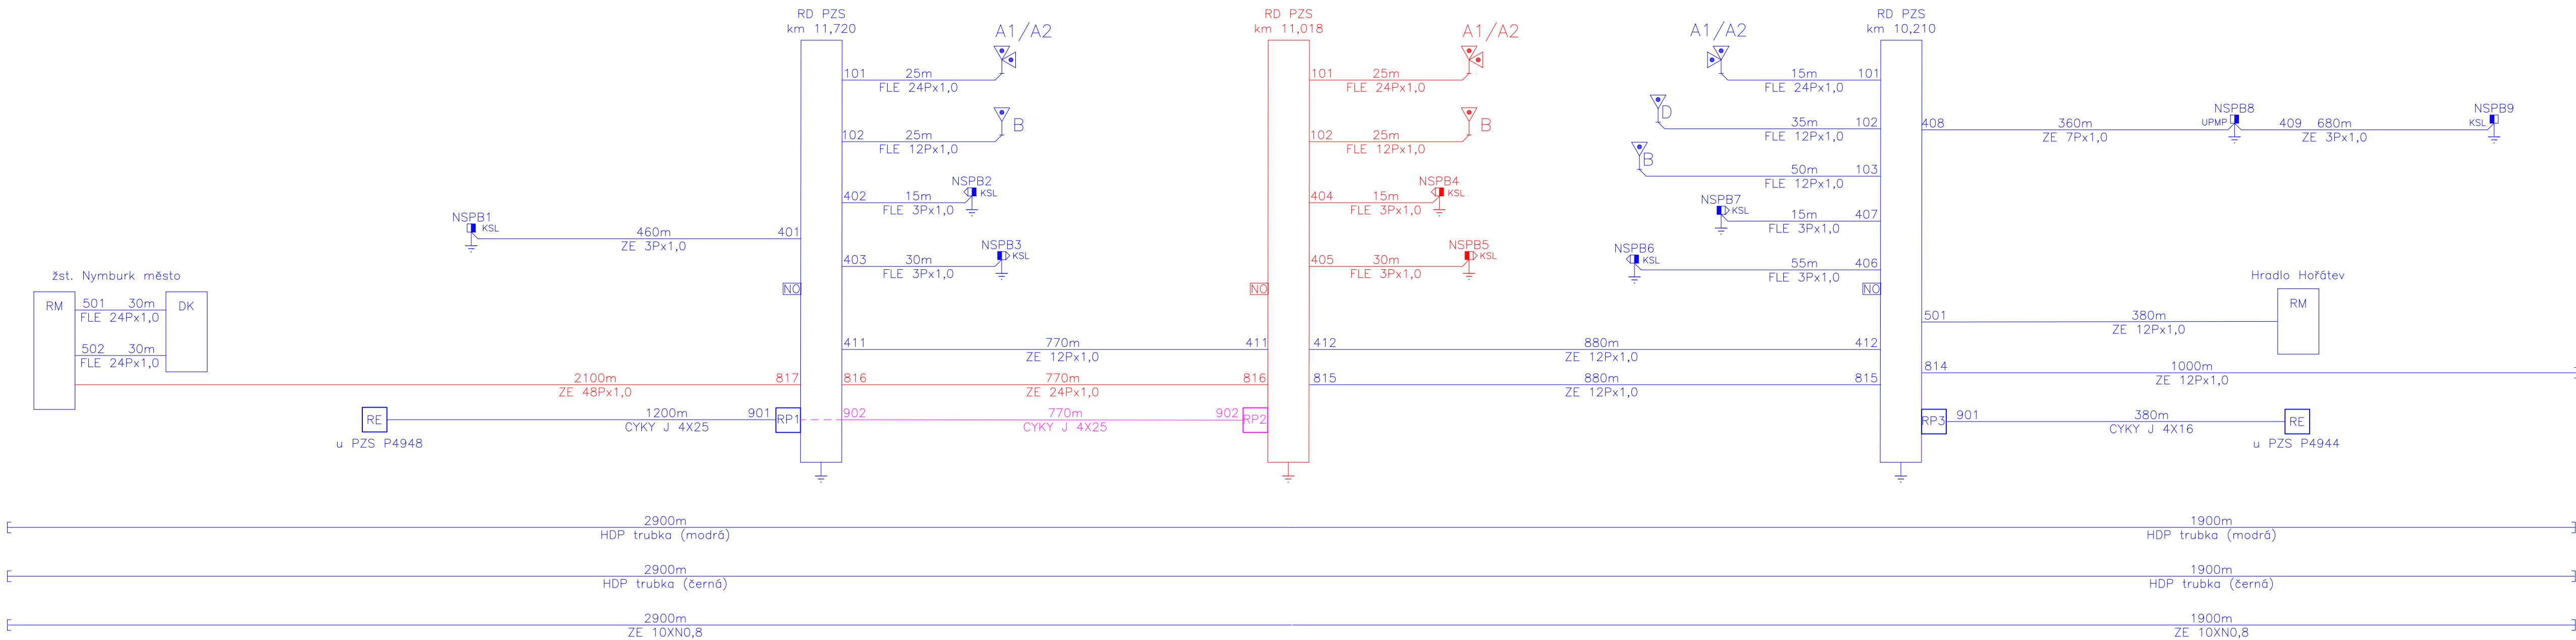 RD PZS
km 11,720
A1/A2
101 25m
FLE 24Px1,0
102 25m
FLE 12Px1,0
B
402 15m
FLE 3Px1,0
NSPB2
KSL
403 30m
FLE 3Px1,0
NSPB3
KSL
NSPB1
KSL
460m 401
ZE 3Px1,0
NO
žst. Nymburk město
RM
501 30m
FLE 24Px1,0
DK
502 30m
FLE 24Px1,0
2100m 817
ZE 48Px1,0
RE
u PZS P4948
1200m 901
CYKY J 4X25
RP1
411 770m 411
ZE 12Px1,0
816 770m 816
ZE 24Px1,0
902 770m 902
CYKY J 4X25
RP2
RD PZS
km 11,018
A1/A2
101 25m
FLE 24Px1,0
102 25m
FLE 12Px1,0
B
404 15m
FLE 3Px1,0
NSPB4
KSL
405 30m
FLE 3Px1,0
NSPB5
KSL
NO
412 880m 412
ZE 12Px1,0
815 880m 815
ZE 12Px1,0
RD PZS
km 10,210
A1/A2
15m 101
FLE 24Px1,0
D
35m 102
FLE 12Px1,0
B
50m 103
FLE 12Px1,0
NSPB7
KSL
15m 407
FLE 3Px1,0
NSPB6
KSL
55m 406
FLE 3Px1,0
NO
408 360m
ZE 7Px1,0
NSPB8
UPMP
409 680m
ZE 3Px1,0
NSPB9
KSL
Hradlo Hořátev
RM
501 380m
ZE 12Px1,0
814 1000m
ZE 12Px1,0
RP3
901 380m
CYKY J 4X16
RE
u PZS P4944
2900m 1900m
HDP trubka (modrá) HDP trubka (modrá)
2900m 1900m
HDP trubka (černá) HDP trubka (černá)
2900m 1900m
ZE 10XN0,8 ZE 10XN0,8